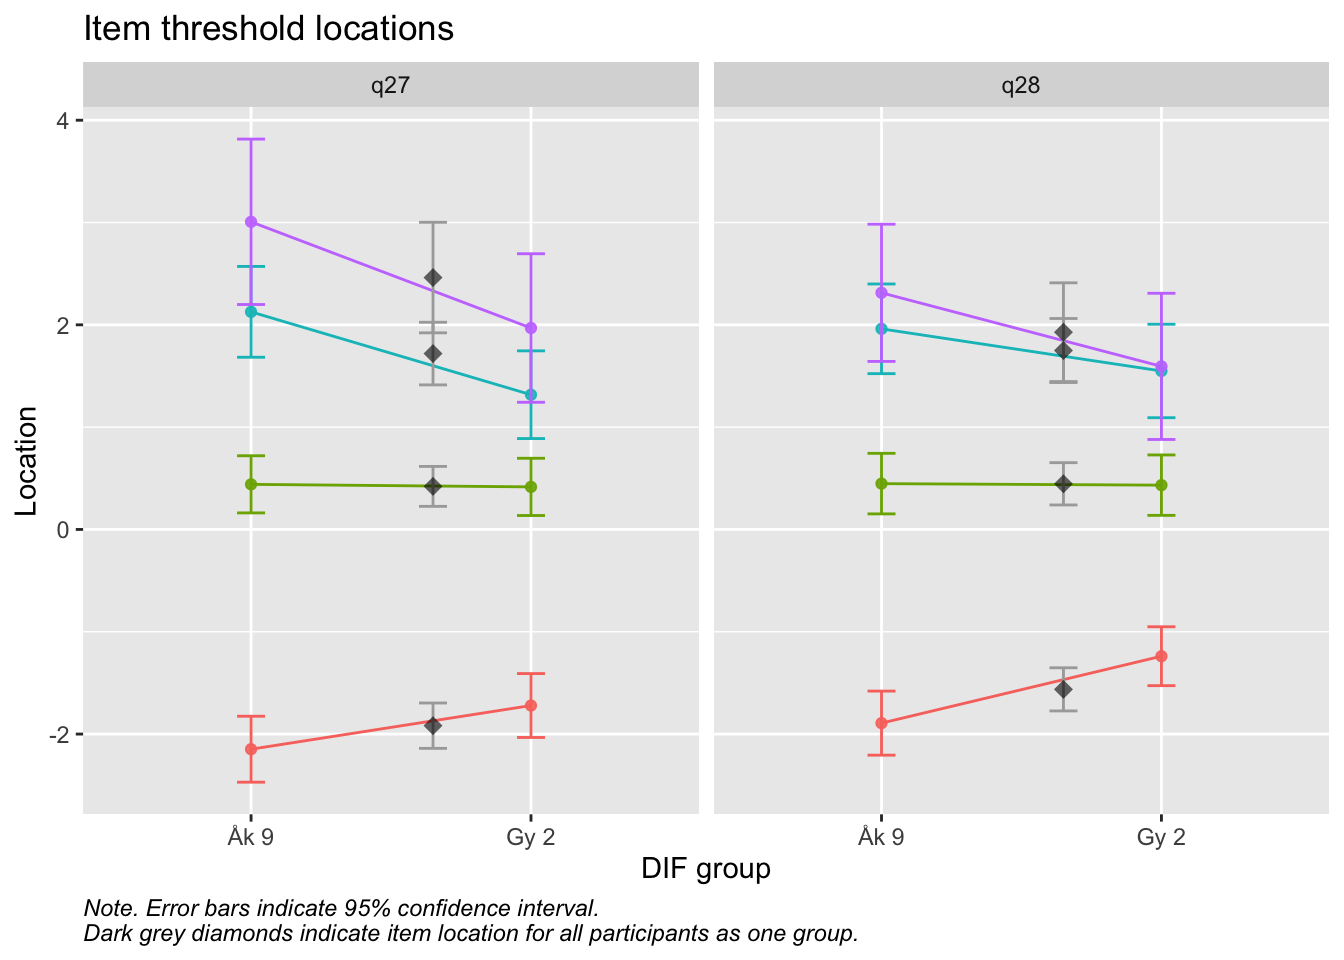 Item threshold locations
q27
q28
4
2
0
-2
Location
Åk 9
Gy 2
Åk 9
Gy 2
DIF group
Note. Error bars indicate 95% confidence interval.
Dark grey diamonds indicate item location for all participants as one group.